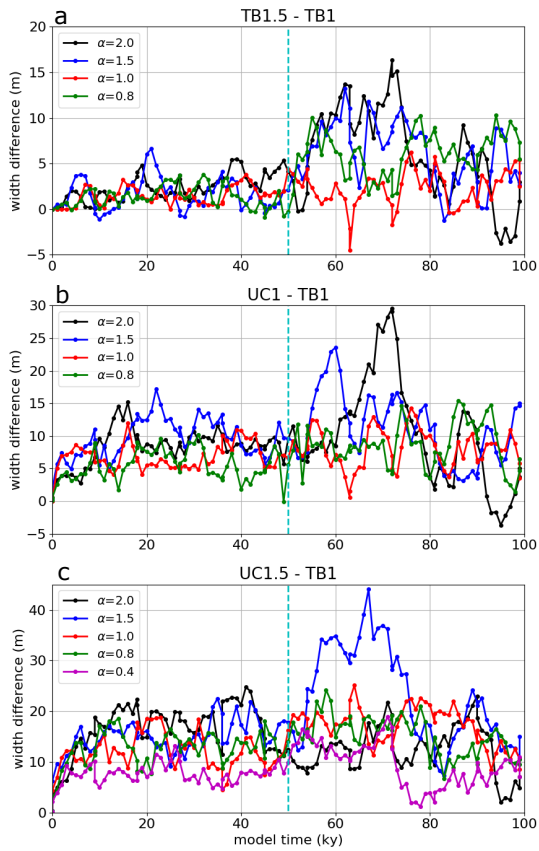 a
TB1.5 - TB1
20
15
10
5
0
−5
width difference (m)
α=2.0
α=1.5
α=1.0
α=0.8
0 20 40 60 80 100
b
UC1 - TB1
30
25
20
15
10
5
0
−5
width difference (m)
α=2.0
α=1.5
α=1.0
α=0.8
0 20 40 60 80 100
c
UC1.5 - TB1
40
30
20
10
0
width difference (m)
α=2.0
α=1.5
α=1.0
α=0.8
α=0.4
0 20 40 60 80 100
model time (ky)